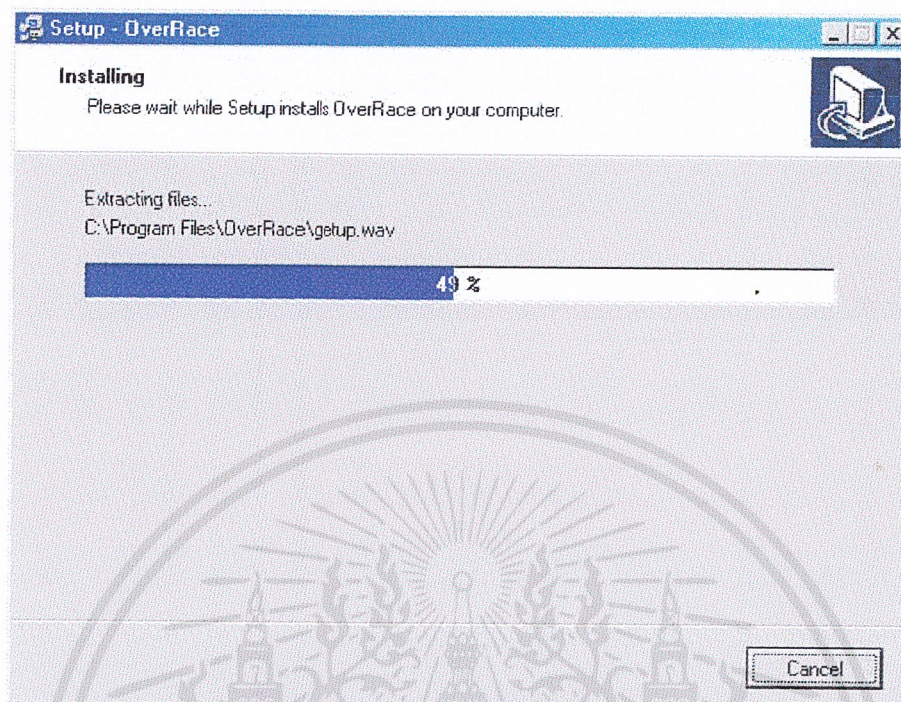 Setup - OverRace
Installing
Please wait while Setup installs OverRace on your computer.
Extracting files...
C:\Program Files\OverRace\getup.wav
49 %
Cancel